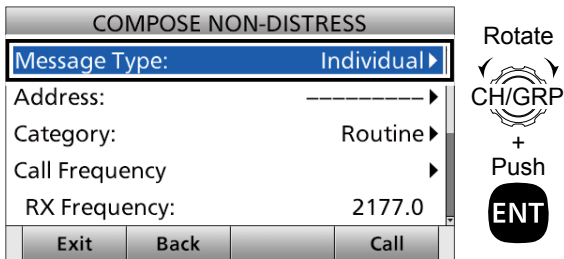 COMPOSE NON-DISTRESS
Message Type: Individual
Address: –––––––––
Category: Routine
Call Frequency
RX Frequency: 2177.0
Exit Back Call
Rotate
CH/GRP
+
Push
ENT